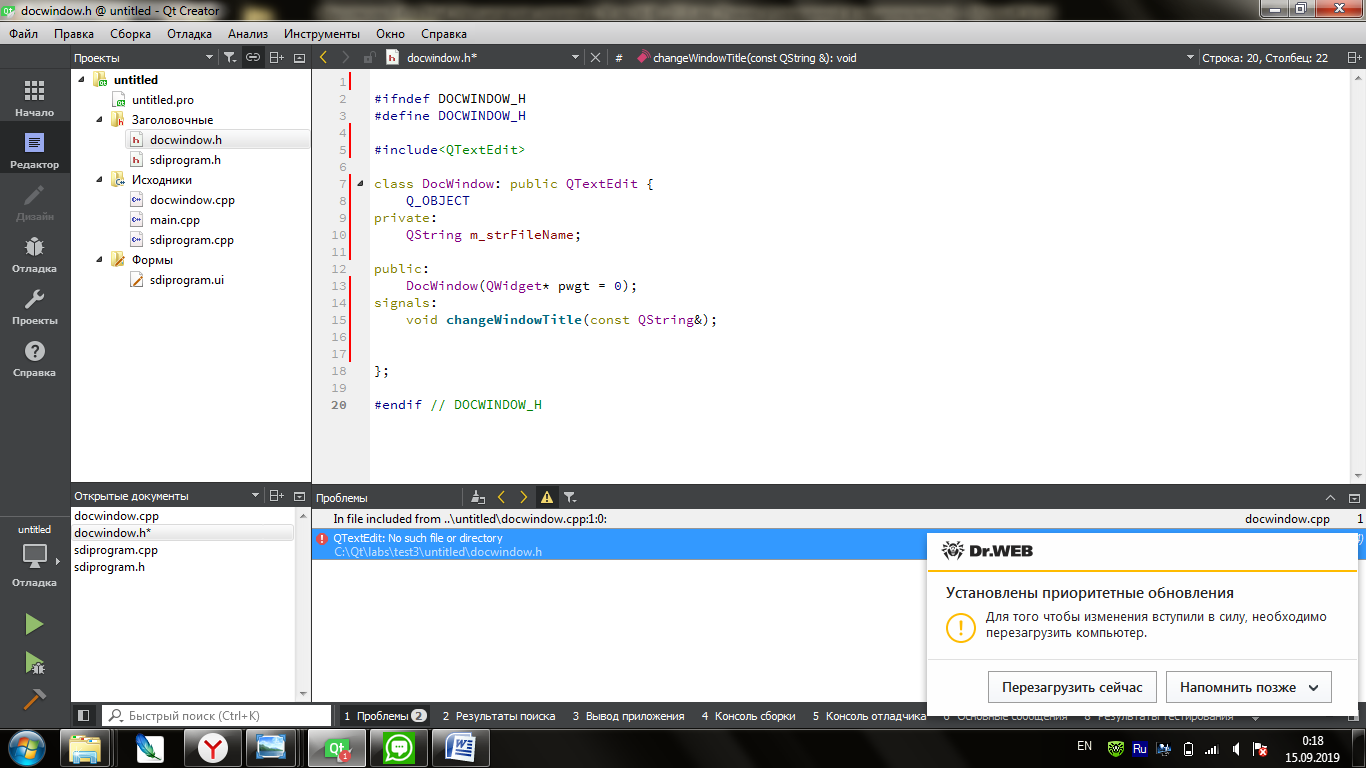 docwindow.h @ untitled - Qt Creator
Файл Правка Сборка Отладка Анализ Инструменты Окно Справка
Проекты
docwindow.h*
# changeWindowTitle(const QString &): void
Строка: 20, Столбец: 22
Начало
Редактор
Дизайн
Отладка
Проекты
Справка
untitled
untitled.pro
Заголовочные
docwindow.h
sdiprogram.h
Исходники
docwindow.cpp
main.cpp
sdiprogram.cpp
Формы
sdiprogram.ui
1
2 #ifndef DOCWINDOW_H
3 #define DOCWINDOW_H
4
5 #include<QTextEdit>
6
7 class DocWindow: public QTextEdit {
8 Q_OBJECT
9 private:
10 QString m_strFileName;
11
12 public:
13 DocWindow(QWidget* pwgt = 0);
14 signals:
15 void changeWindowTitle(const QString&);
16
17
18 };
19
20 #endif // DOCWINDOW_H
Открытые документы
docwindow.cpp
docwindow.h*
sdiprogram.cpp
sdiprogram.h
untitled
Отладка
Проблемы
In file included from ..\untitled\docwindow.cpp:1:0: docwindow.cpp 1
QTextEdit: No such file or directory
C:\Qt\labs\test3\untitled\docwindow.h
Dr.WEB
Установлены приоритетные обновления
Для того чтобы изменения вступили в силу, необходимо
перезагрузить компьютер.
Перезагрузить сейчас
Напомнить позже
Быстрый поиск (Ctrl+K)
1 Проблемы 2
2 Результаты поиска
3 Вывод приложения
4 Консоль сборки
5 Консоль отладчика
6 Основные сообщения
8 Результаты тестирования
Qt 1
EN
Ru
0:18
15.09.2019